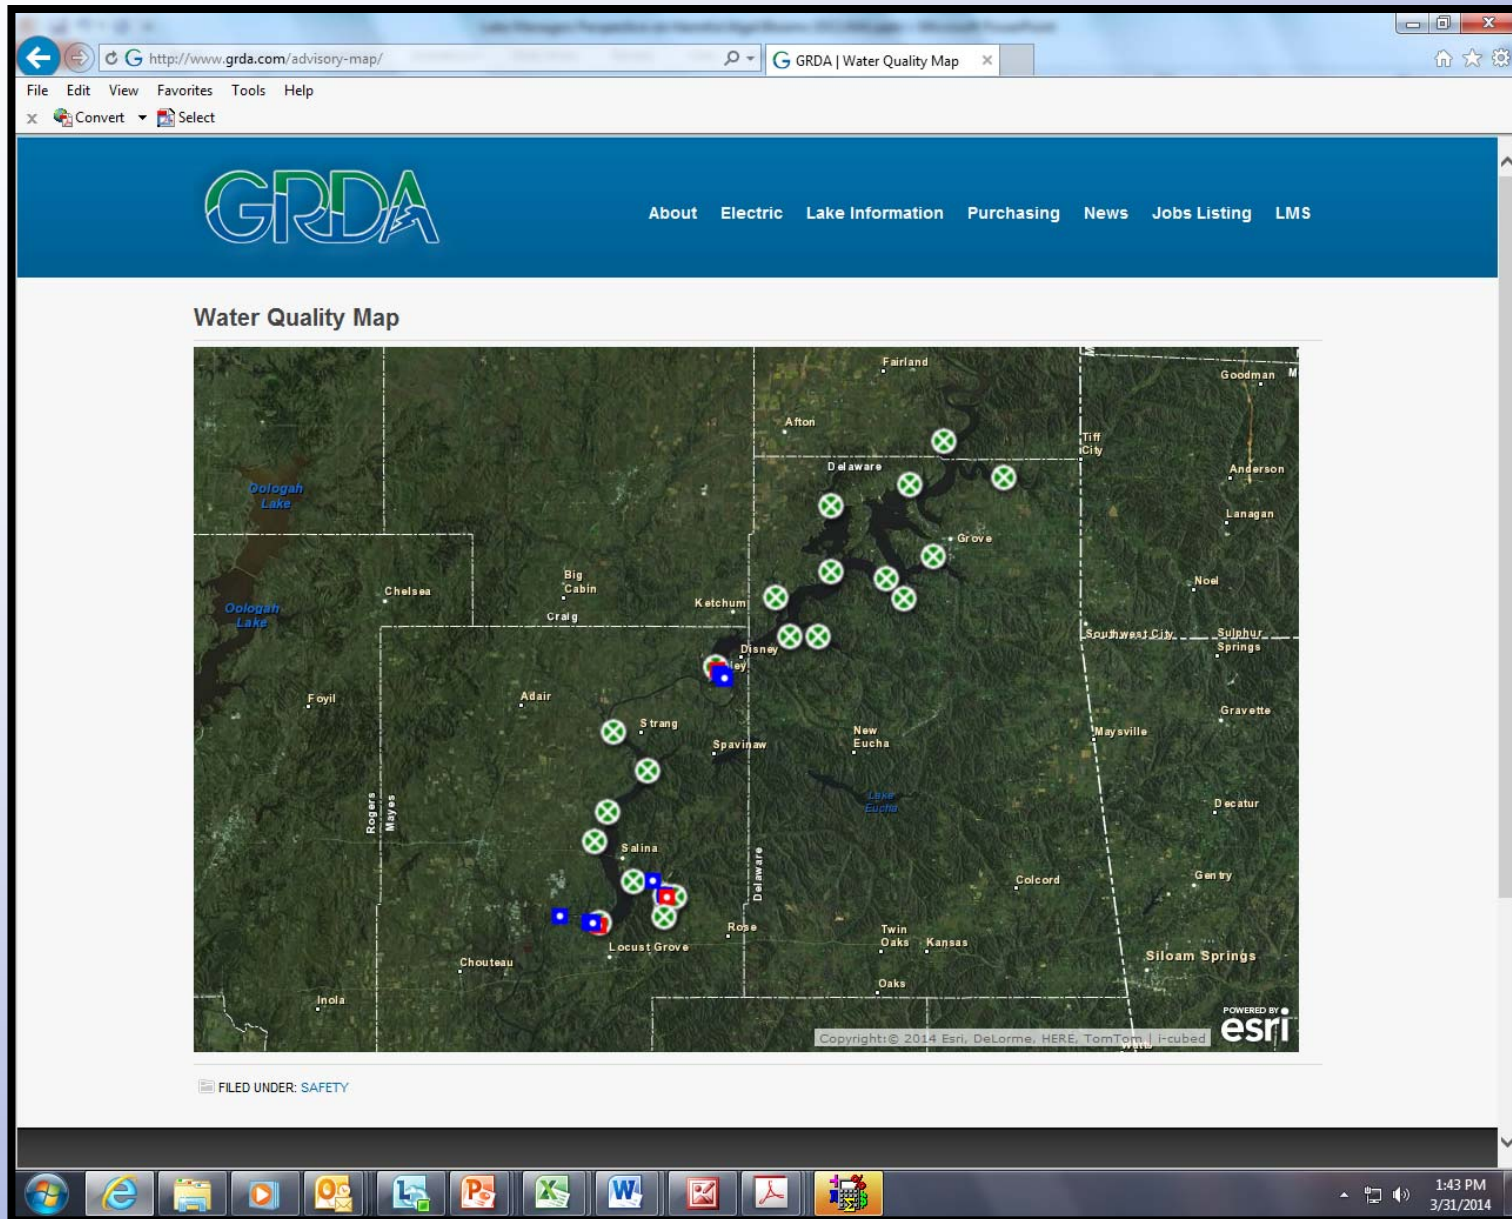 http://www.grda.com/advisory-map/
GRDA | Water Quality Map
File Edit View Favorites Tools Help
x Convert Select
GRDA
About Electric Lake Information Purchasing News Jobs Listing LMS
Water Quality Map
Fairland
Goodman
Afton
Tiff City
Delaware
Anderson
Oologah Lake
Lanagan
Grove
Big Cabin
Noel
Chelsea
Ketchum
Oologah Lake
Craig
Southwest City
Sulphur Springs
Disney
Foyil
Adair
Gravette
Strang
New Eucha
Maysville
Spavinaw
Lake Eucha
Rogers
Mayes
Decatur
Salina
Delaware
Gentry
Colcord
Rose
Locust Grove
Twin Oaks
Kansas
Siloam Springs
Chouteau
Oaks
Inola
POWERED BY
esri
Copyright:© 2014 Esri, DeLorme, HERE, TomTom | i-cubed
FILED UNDER: SAFETY
1:43 PM
3/31/2014